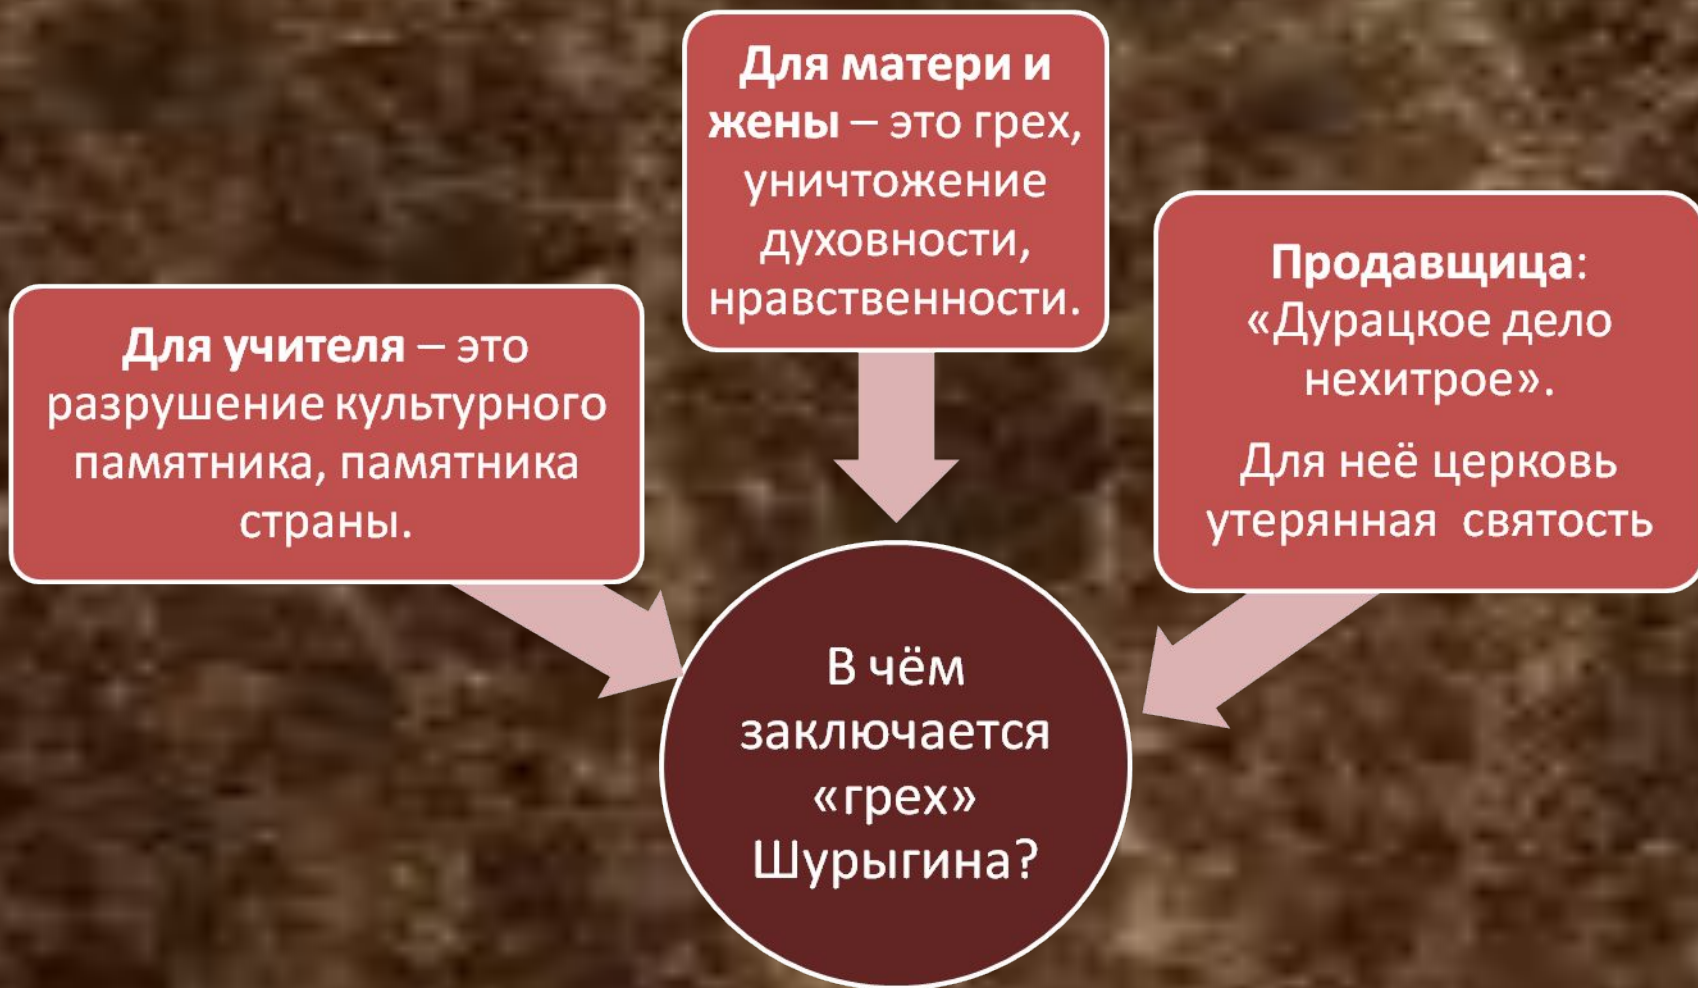 Для матери и
жены – это грех,
уничтожение
духовности,
нравственности.
Для учителя – это
разрушение культурного
памятника, памятника
страны.
Продавщица:
«Дурацкое дело
нехитрое».
Для неё церковь
утерянная святость
В чём
заключается
«грех»
Шурыгина?